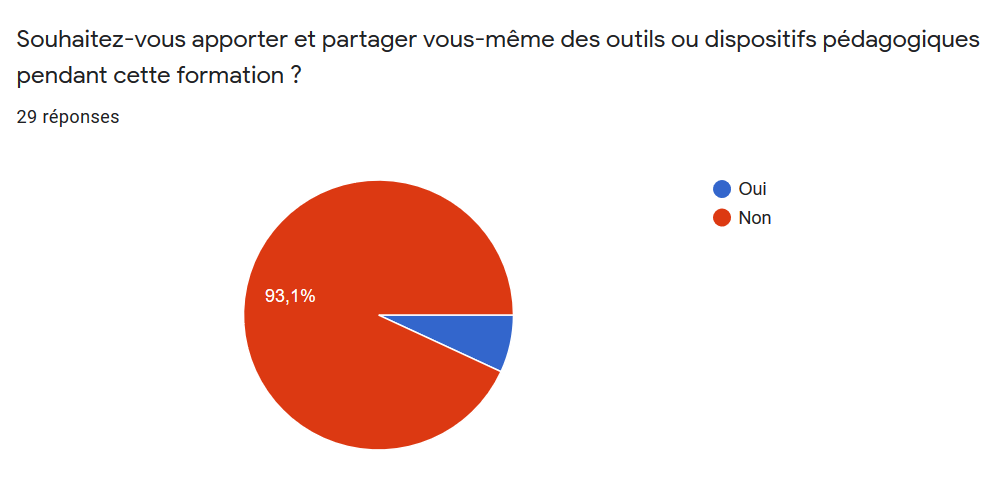 Souhaitez-vous apporter et partager vous-même des outils ou dispositifs pédagogiques
pendant cette formation ?
29 réponses
Oui
Non
93,1%